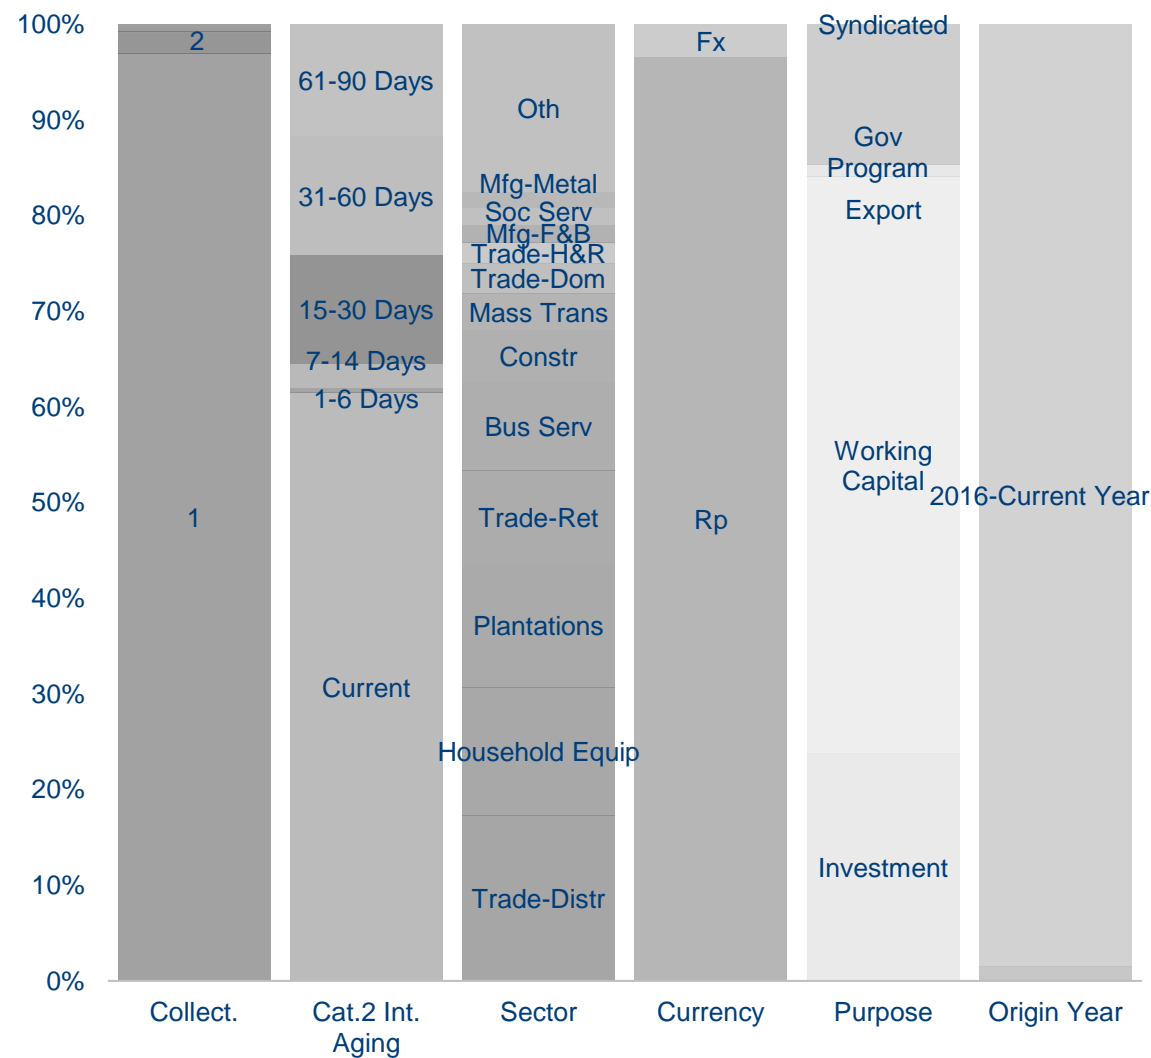 100%
90%
80%
70%
60%
50%
40%
30%
20%
10%
0%
2
1
61-90 Days
31-60 Days
15-30 Days
7-14 Days
1-6 Days
Current
Oth
Mfg-Metal
Soc Serv
Mfg-F&B
Trade-H&R
Trade-Dom
Mass Trans
Constr
Bus Serv
Trade-Ret
Plantations
Household Equip
Trade-Distr
Fx
Rp
Syndicated
Gov
Program
Export
Working
Capital
Investment
2016-Current Year
Collect.
Cat.2 Int.
Aging
Sector
Currency
Purpose
Origin Year